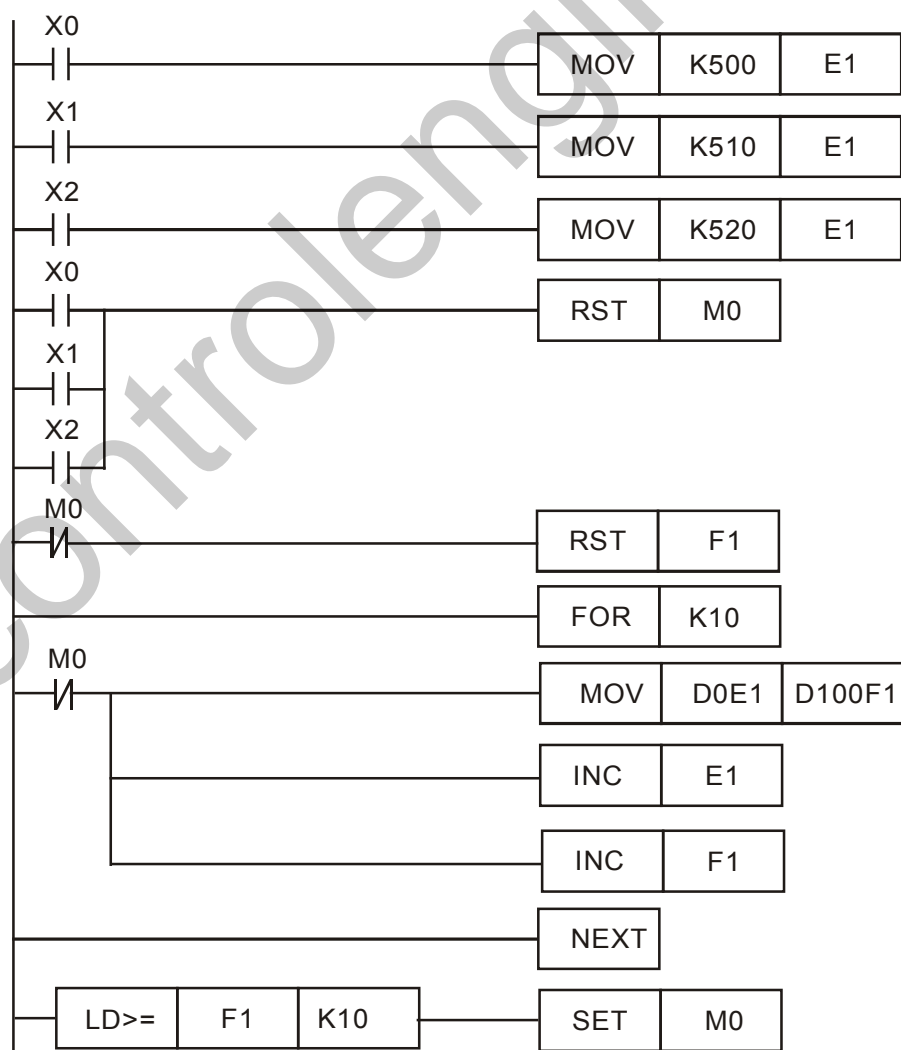 X0
MOV K500 E1
X1
MOV K510 E1
X2
MOV K520 E1
X0
RST M0
X1
X2
M0
RST F1
FOR K10
M0
MOV D0E1 D100F1
INC E1
INC F1
NEXT
LD>= F1 K10 SET M0
controlengi